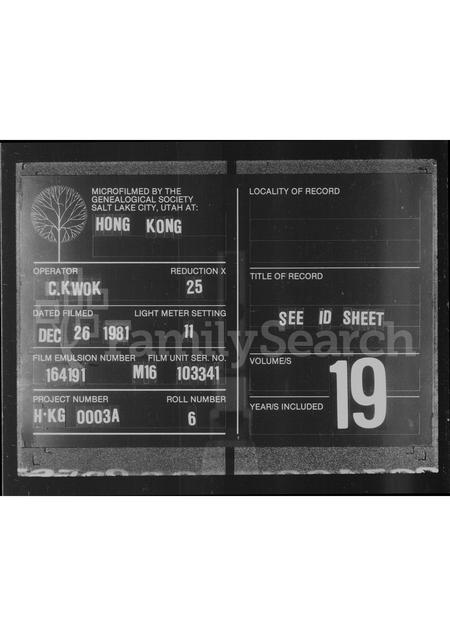 MICROFILMED BY THE
GENEALOGICAL SOCIETY
SALT LAKE CITY, UTAH AT:
HONG KONG
OPERATOR REDUCTION X
C.KWOK 25
DATED FILMED LIGHT METER SETTING
DEC 26 1981 11
FILM EMULSION NUMBER FILM UNIT SER. NO.
164191 M16 103341
PROJECT NUMBER ROLL NUMBER
H·KG 0003A 6
LOCALITY OF RECORD
TITLE OF RECORD
SEE ID SHEET
VOLUME/S
YEAR/S INCLUDED
19
FamilySearch